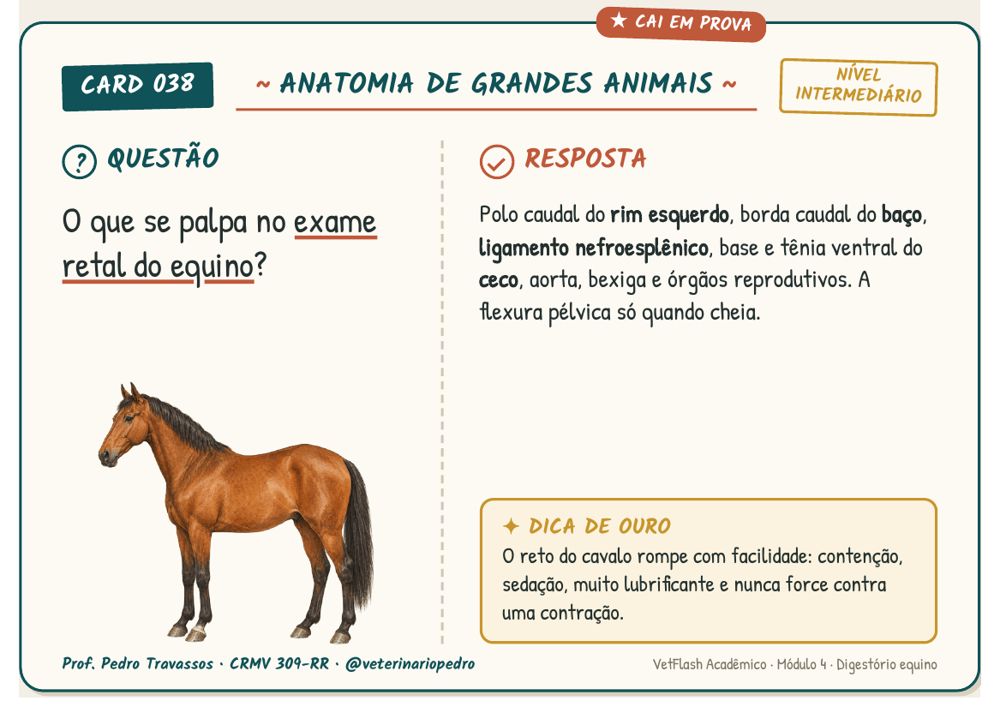 ★ CAI EM PROVA
CARD 038
~ ANATOMIA DE GRANDES ANIMAIS ~
NÍVEL
INTERMEDIÁRIO
? QUESTÃO
O que se palpa no exame
retal do equino?
RESPOSTA
Polo caudal do rim esquerdo, borda caudal do baço,
ligamento nefroesplênico, base e tênia ventral do
ceco, aorta, bexiga e órgãos reprodutivos. A
flexura pélvica só quando cheia.
✦ DICA DE OURO
O reto do cavalo rompe com facilidade: contenção,
sedação, muito lubrificante e nunca force contra
uma contração.
Prof. Pedro Travassos · CRMV 309-RR · @veterinariopedro
VetFlash Acadêmico · Módulo 4 · Digestório equino